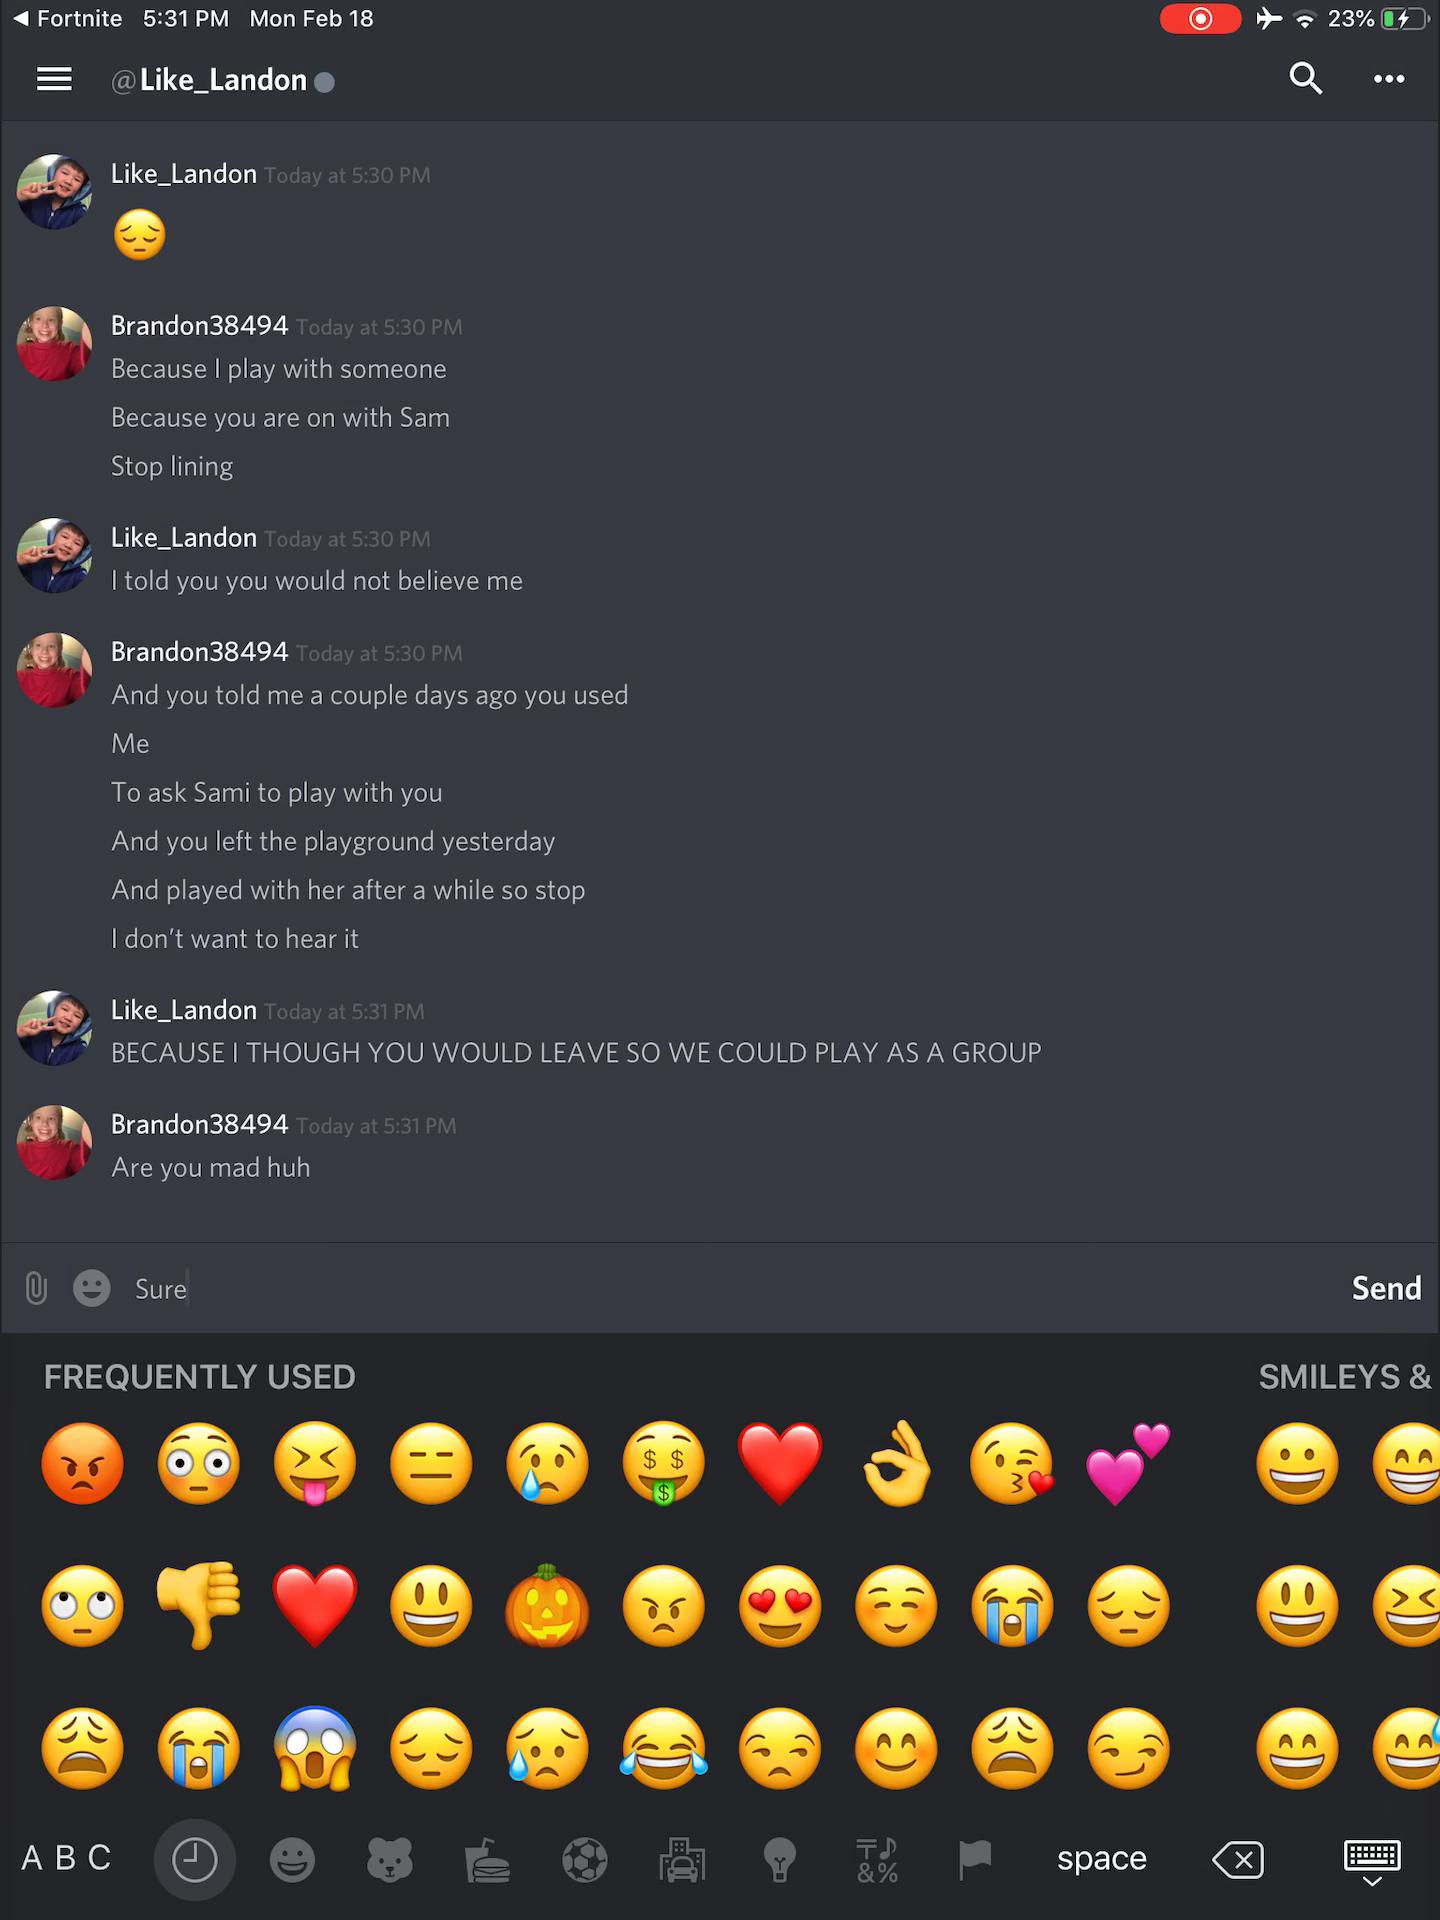 Fortnite 5:31 PM Mon Feb 18 23%
@Like_Landon
Like_Landon Today at 5:30 PM
Brandon38494 Today at 5:30 PM
Because I play with someone
Because you are on with Sam
Stop lining
Like_Landon Today at 5:30 PM
I told you you would not believe me
Brandon38494 Today at 5:30 PM
And you told me a couple days ago you used
Me
To ask Sami to play with you
And you left the playground yesterday
And played with her after a while so stop
I don't want to hear it
Like_Landon Today at 5:31 PM
BECAUSE I THOUGH YOU WOULD LEAVE SO WE COULD PLAY AS A GROUP
Brandon38494 Today at 5:31 PM
Are you mad huh
Sure Send
FREQUENTLY USED SMILEYS &
A B C space